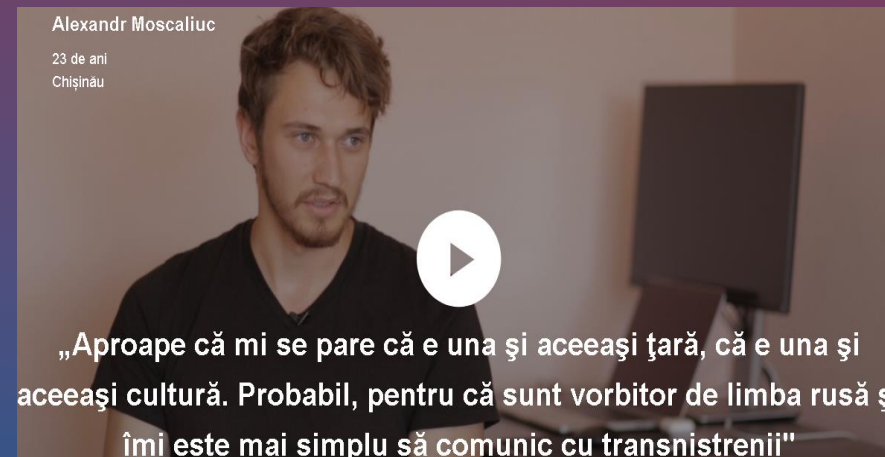 Alexandr Moscaliuc
23 de ani
Chișinău
„Aproape că mi se pare că e una şi aceeaşi ţară, că e una şi
aceeaşi cultură. Probabil, pentru că sunt vorbitor de limba rusă ş
îmi este mai simplu să comunic cu transnistrenii"